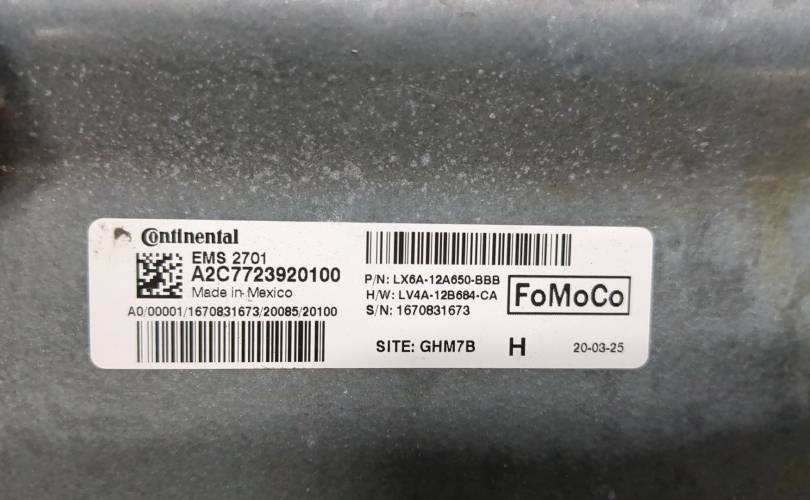 Continental
EMS 2701
A2C7723920100
Made in Mexico
A0/00001/1670831673/20085/20100
P/N: LX6A-12A650-BBB
H/W: LV4A-12B684-CA
S/N: 1670831673
FoMoCo
SITE: GHM7B
H
20-03-25